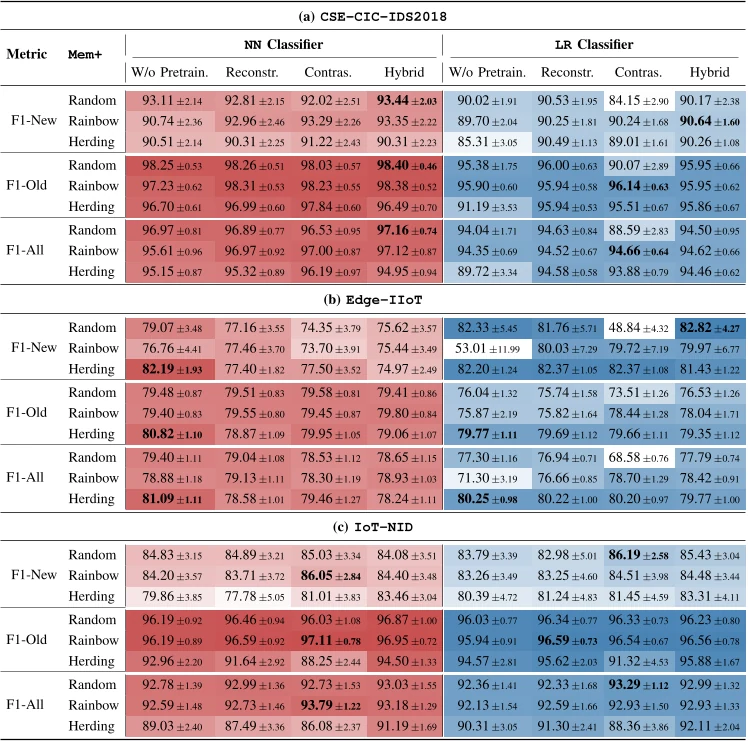 (a) CSE-CIC-IDS2018
Metric Mem+ NN Classifier LR Classifier
W/o Pretrain. Reconstr. Contras. Hybrid W/o Pretrain. Reconstr. Contras. Hybrid
Random 93.11 ±2.14 92.81 ±2.15 92.02 ±2.51 93.44 ±2.03 90.02 ±1.91 90.53 ±1.95 84.15 ±2.90 90.17 ±2.38
F1-New Rainbow 90.74 ±2.36 92.96 ±2.46 93.29 ±2.26 93.35 ±2.22 89.70 ±2.04 90.25 ±1.81 90.24 ±1.68 90.64 ±1.60
Herding 90.51 ±2.14 90.31 ±2.25 91.22 ±2.43 90.31 ±2.23 85.31 ±3.05 90.49 ±1.13 89.01 ±1.61 90.26 ±1.08
Random 98.25 ±0.53 98.26 ±0.51 98.03 ±0.57 98.40 ±0.46 95.38 ±1.75 96.00 ±0.63 90.07 ±2.89 95.95 ±0.66
F1-Old Rainbow 97.23 ±0.62 98.31 ±0.53 98.23 ±0.55 98.38 ±0.52 95.90 ±0.60 95.94 ±0.58 96.14 ±0.63 95.95 ±0.62
Herding 96.70 ±0.61 96.99 ±0.60 97.84 ±0.60 96.49 ±0.70 91.19 ±3.53 95.94 ±0.53 95.51 ±0.67 95.86 ±0.67
Random 96.97 ±0.81 96.89 ±0.77 96.53 ±0.95 97.16 ±0.74 94.04 ±1.71 94.63 ±0.84 88.59 ±2.83 94.50 ±0.95
F1-All Rainbow 95.61 ±0.96 96.97 ±0.92 97.00 ±0.87 97.12 ±0.87 94.35 ±0.69 94.52 ±0.67 94.66 ±0.64 94.62 ±0.66
Herding 95.15 ±0.87 95.32 ±0.89 96.19 ±0.97 94.95 ±0.94 89.72 ±3.34 94.58 ±0.58 93.88 ±0.79 94.46 ±0.62
(b) Edge-IIoT
Random 79.07 ±3.48 77.16 ±3.55 74.35 ±3.79 75.62 ±3.57 82.33 ±5.45 81.76 ±5.71 48.84 ±4.32 82.82 ±4.27
F1-New Rainbow 76.76 ±4.41 77.46 ±3.70 73.70 ±3.91 75.44 ±3.49 53.01 ±11.99 80.03 ±7.29 79.72 ±7.19 79.97 ±6.77
Herding 82.19 ±1.93 77.40 ±1.82 77.50 ±3.52 74.97 ±2.49 82.20 ±1.24 82.37 ±1.05 82.37 ±1.08 81.43 ±1.22
Random 79.48 ±0.87 79.51 ±0.83 79.58 ±0.81 79.41 ±0.86 76.04 ±1.32 75.74 ±1.58 73.51 ±1.26 76.53 ±1.26
F1-Old Rainbow 79.40 ±0.83 79.55 ±0.80 79.45 ±0.87 79.80 ±0.84 75.87 ±2.19 75.82 ±1.64 78.44 ±1.28 78.04 ±1.71
Herding 80.82 ±1.10 78.87 ±1.09 79.95 ±1.05 79.06 ±1.07 79.77 ±1.11 79.69 ±1.12 79.66 ±1.11 79.35 ±1.12
Random 79.40 ±1.11 79.04 ±1.08 78.53 ±1.12 78.65 ±1.15 77.30 ±1.16 76.94 ±0.71 68.58 ±0.76 77.79 ±0.74
F1-All Rainbow 78.88 ±1.18 79.13 ±1.11 78.30 ±1.19 78.93 ±1.03 71.30 ±3.19 76.66 ±0.85 78.70 ±1.29 78.42 ±0.91
Herding 81.09 ±1.11 78.58 ±1.01 79.46 ±1.27 78.24 ±1.11 80.25 ±0.98 80.22 ±1.00 80.20 ±0.97 79.77 ±1.00
(c) IoT-NID
Random 84.83 ±3.15 84.89 ±3.21 85.03 ±3.34 84.08 ±3.51 83.79 ±3.39 82.98 ±5.01 86.19 ±2.58 85.43 ±3.04
F1-New Rainbow 84.20 ±3.57 83.71 ±3.72 86.05 ±2.84 84.40 ±3.48 83.26 ±3.49 83.25 ±4.60 84.51 ±3.98 84.48 ±3.44
Herding 79.86 ±3.85 77.78 ±5.05 81.01 ±3.83 83.46 ±3.04 80.39 ±4.72 81.24 ±4.83 81.45 ±4.59 83.31 ±4.11
Random 96.19 ±0.92 96.46 ±0.94 96.03 ±1.08 96.87 ±1.00 96.03 ±0.77 96.34 ±0.77 96.33 ±0.73 96.23 ±0.80
F1-Old Rainbow 96.19 ±0.89 96.59 ±0.92 97.11 ±0.78 96.95 ±0.72 95.94 ±0.91 96.59 ±0.73 96.54 ±0.67 96.56 ±0.78
Herding 92.96 ±2.20 91.64 ±2.92 88.25 ±2.44 94.50 ±1.33 94.57 ±2.81 95.62 ±2.03 91.32 ±4.53 95.88 ±1.67
Random 92.78 ±1.39 92.99 ±1.36 92.73 ±1.53 93.03 ±1.55 92.36 ±1.41 92.33 ±1.68 93.29 ±1.12 92.99 ±1.32
F1-All Rainbow 92.59 ±1.48 92.73 ±1.46 93.79 ±1.22 93.18 ±1.29 92.13 ±1.54 92.59 ±1.66 92.93 ±1.50 92.93 ±1.33
Herding 89.03 ±2.40 87.49 ±3.36 86.08 ±2.37 91.19 ±1.69 90.31 ±3.05 91.30 ±2.41 88.36 ±3.86 92.11 ±2.04